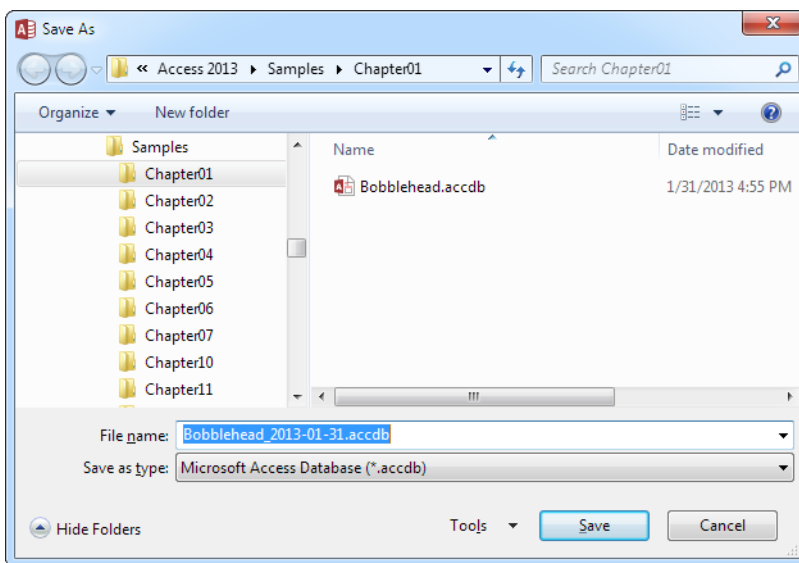 Save As
« Access 2013 Samples Chapter01
Search Chapter01
Organize New folder
Samples
Chapter01
Chapter02
Chapter03
Chapter04
Chapter05
Chapter06
Chapter07
Chapter10
Chapter11
Name Date modified
Bobblehead.accdb 1/31/2013 4:55 PM
File name: Bobblehead_2013-01-31.accdb
Save as type: Microsoft Access Database (*.accdb)
Hide Folders Tools Save Cancel